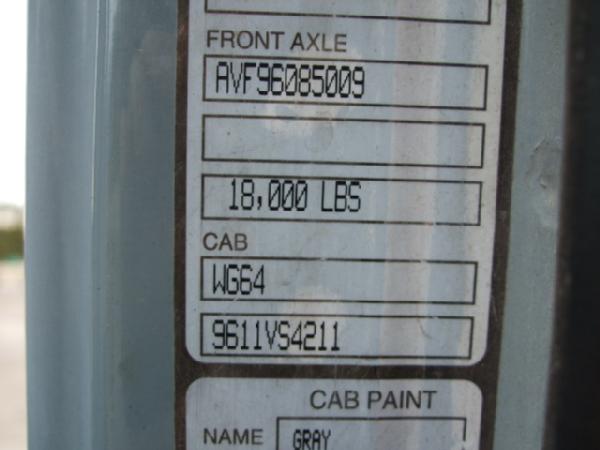 FRONT AXLE
AVF96085009
18,000 LBS
CAB
WG64
9611VS4211
CAB PAINT
NAME GRAY